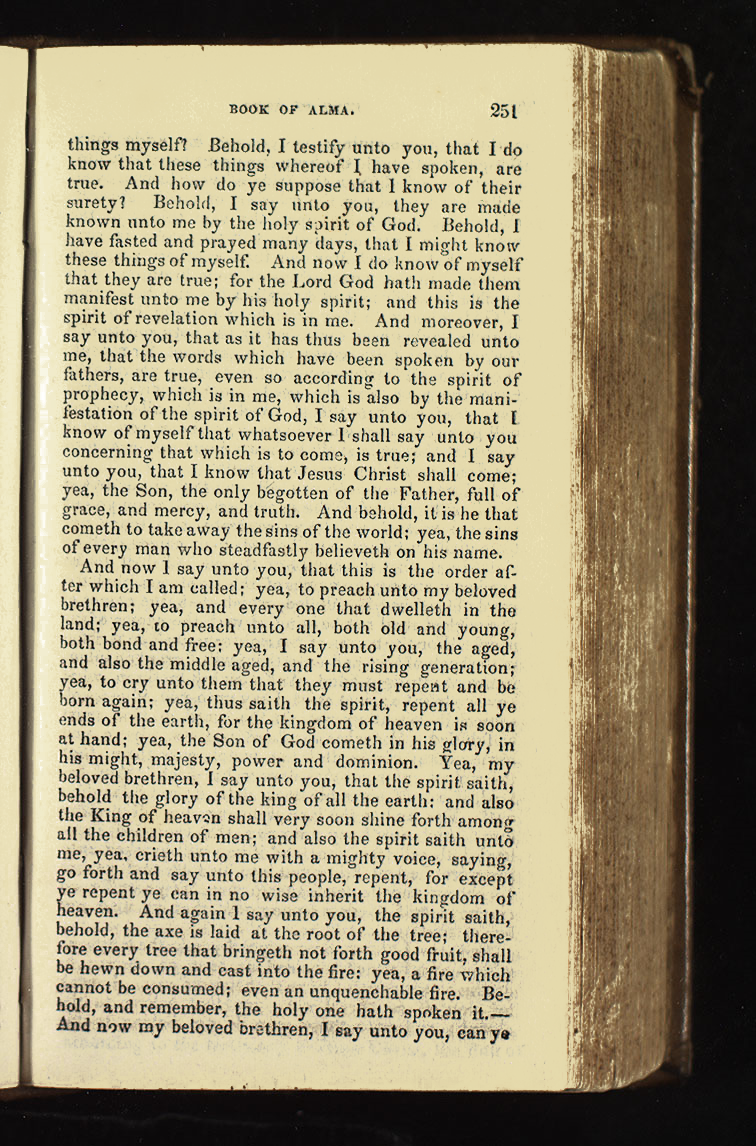 BOOK OF ALMA. 251
things myself? Behold, I testify unto you, that I do
know that these things whereof I have spoken, are
true. And how do ye suppose that I know of their
surety? Behold, I say unto you, they are made
known unto me by the holy spirit of God. Behold, I
have fasted and prayed many days, that I might know
these things of myself. And now I do know of myself
that they are true; for the Lord God hath made them
manifest unto me by his holy spirit; and this is the
spirit of revelation which is in me. And moreover, I
say unto you, that as it has thus been revealed unto
me, that the words which have been spoken by our
fathers, are true, even so according to the spirit of
prophecy, which is in me, which is also by the mani-
festation of the spirit of God, I say unto you, that I
know of myself that whatsoever I shall say unto you
concerning that which is to come, is true; and I say
unto you, that I know that Jesus Christ shall come;
yea, the Son, the only begotten of the Father, full of
grace, and mercy, and truth. And behold, it is he that
cometh to take away the sins of the world; yea, the sins
of every man who steadfastly believeth on his name.
And now I say unto you, that this is the order af-
ter which I am called; yea, to preach unto my beloved
brethren; yea, and every one that dwelleth in the
land; yea, to preach unto all, both old and young,
both bond and free; yea, I say unto you, the aged,
and also the middle aged, and the rising generation;
yea, to cry unto them that they must repent and be
born again; yea, thus saith the spirit, repent all ye
ends of the earth, for the kingdom of heaven is soon
at hand; yea, the Son of God cometh in his glory, in
his might, majesty, power and dominion. Yea, my
beloved brethren, I say unto you, that the spirit saith,
behold the glory of the king of all the earth: and also
the King of heaven shall very soon shine forth among
all the children of men; and also the spirit saith unto
me, yea, crieth unto me with a mighty voice, saying,
go forth and say unto this people, repent, for except
ye repent ye can in no wise inherit the kingdom of
heaven. And again I say unto you, the spirit saith,
behold, the axe is laid at the root of the tree; there-
fore every tree that bringeth not forth good fruit, shall
be hewn down and cast into the fire: yea, a fire which
cannot be consumed; even an unquenchable fire. Be-
hold, and remember, the holy one hath spoken it.—
And now my beloved brethren, I say unto you, can ye